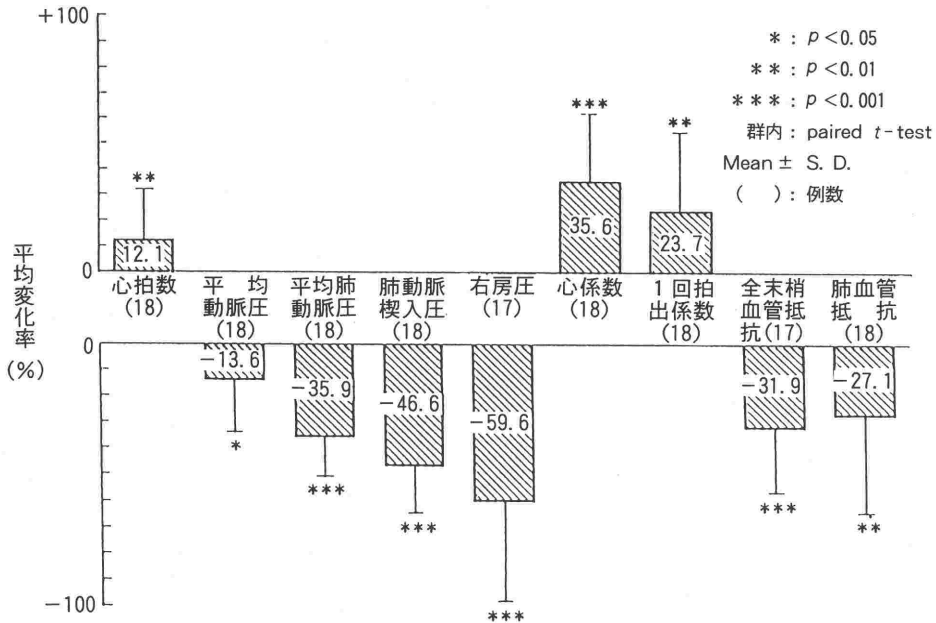 +100
* : p<0.05
** : p<0.01
*** : p<0.001
群内 : paired t-test
Mean ± S. D.
( ) : 例数
***
**
**
35.6
23.7
12.1
0
心拍数
(18)
平 均
動脈圧
(18)
平均肺
動脈圧
(18)
肺動脈
楔入圧
(18)
右房圧
(17)
心係数
(18)
1回拍
出係数
(18)
全末梢
血管抵
抗(17)
肺血管
抵 抗
(18)
平均変化率
(%)
0
-13.6
-35.9
-46.6
-59.6
-31.9
-27.1
*
***
***
***
***
**
-100